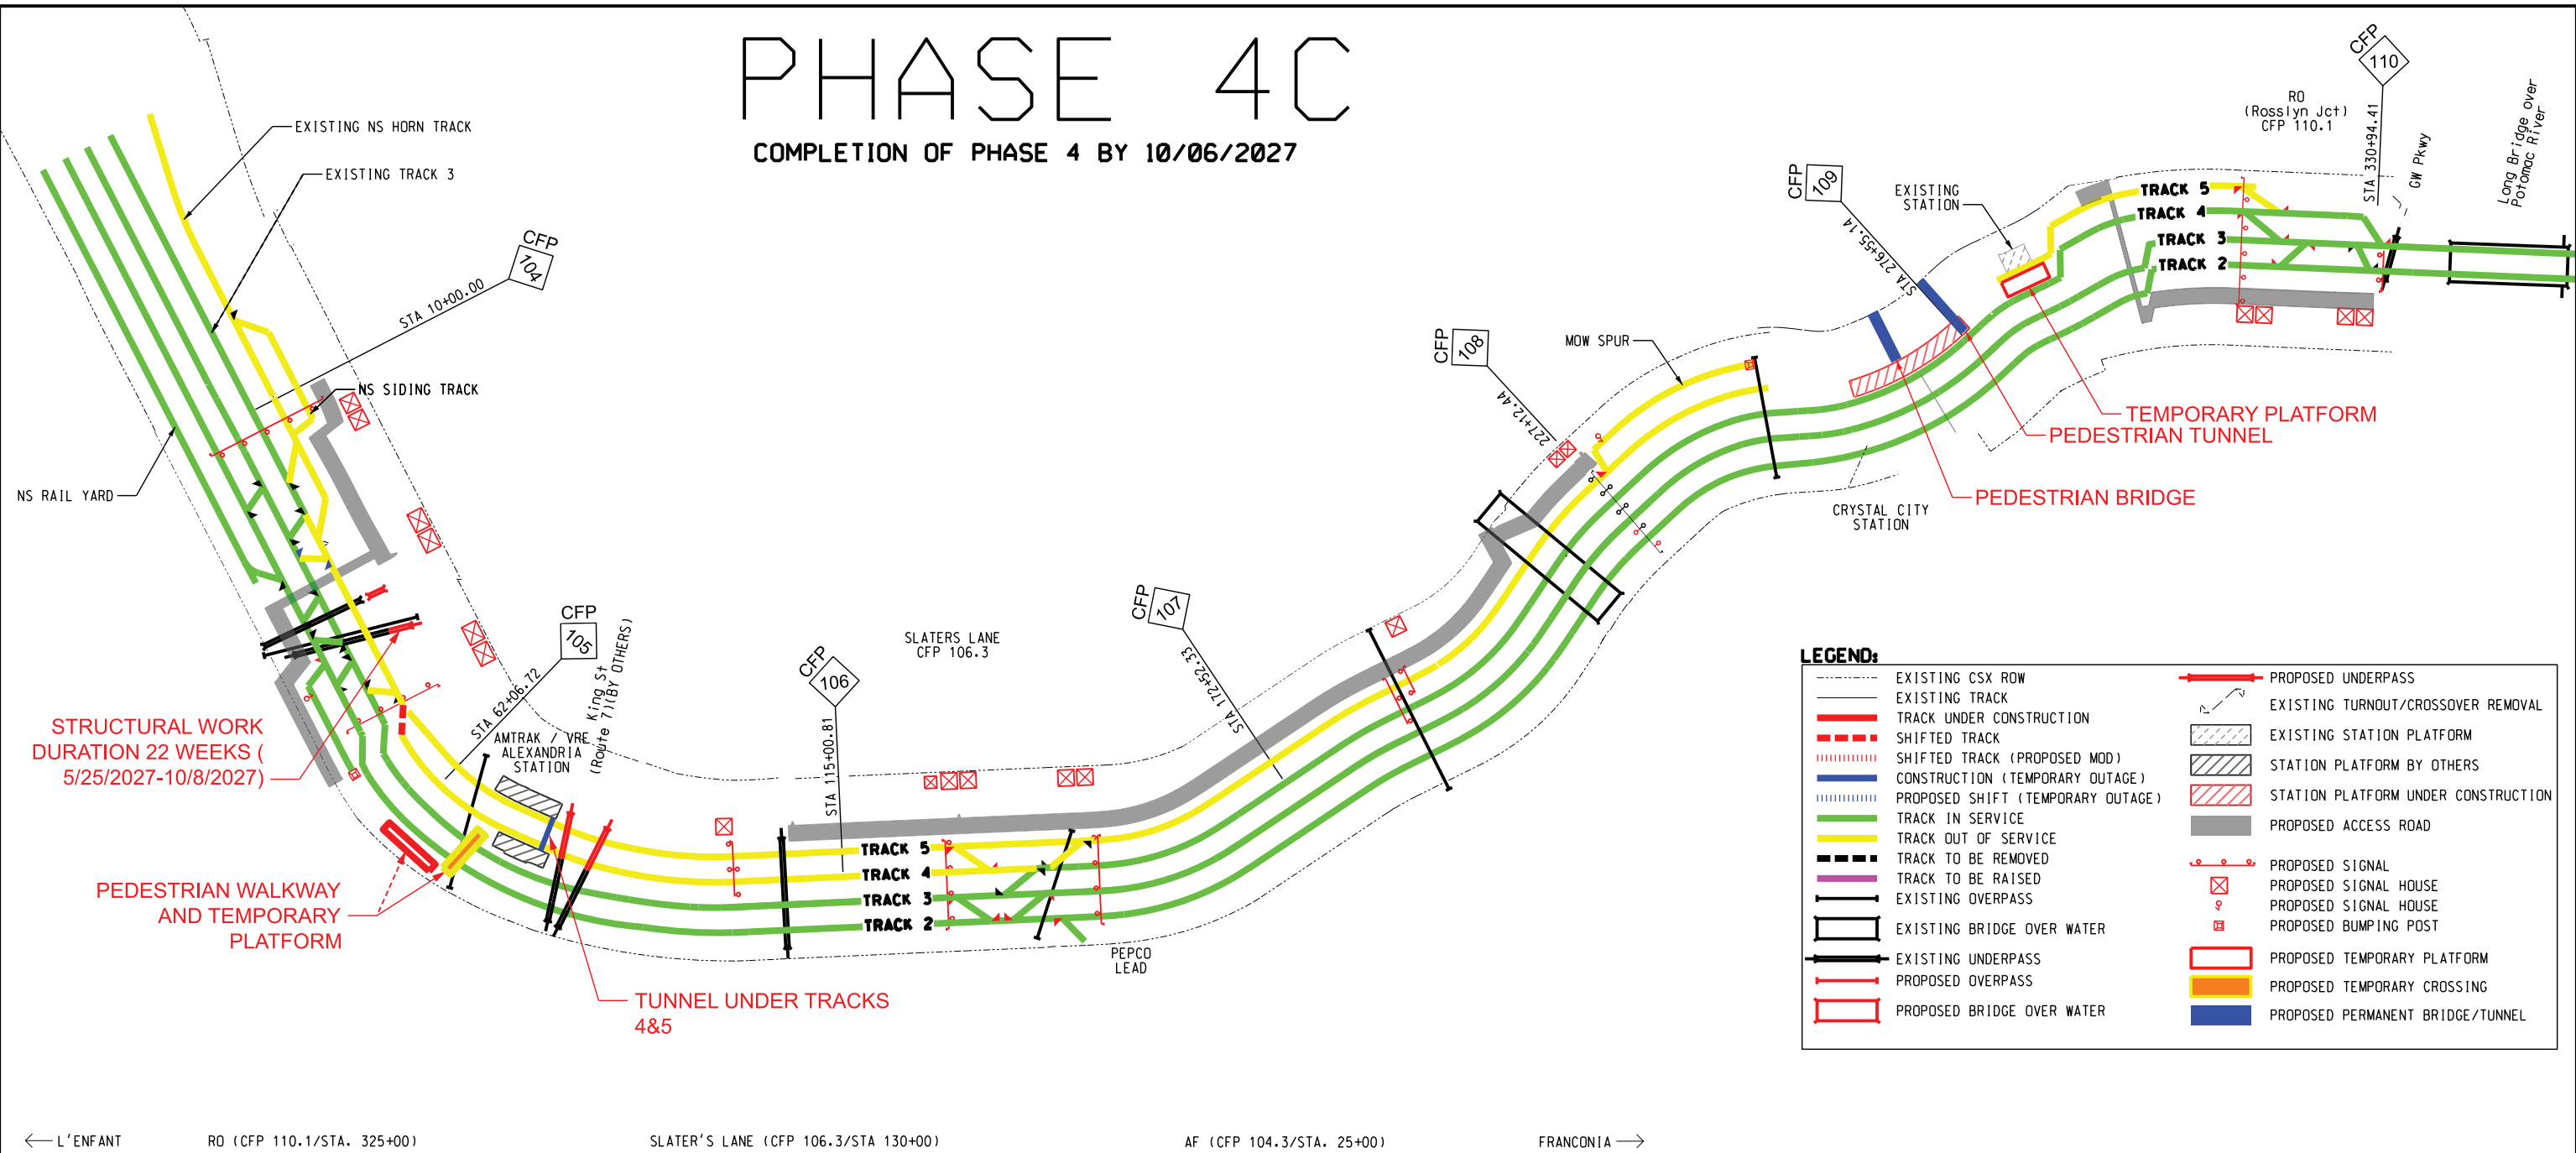 PHASE 4C
COMPLETION OF PHASE 4 BY 10/06/2027
EXISTING NS HORN TRACK
EXISTING TRACK 3
CFP
104
STA 10+00.00
NS SIDING TRACK
NS RAIL YARD
STRUCTURAL WORK
DURATION 22 WEEKS (
5/25/2027-10/8/2027)
CFP
105
STA 62+06.72
King St
(Route 7)(BY OTHERS)
AMTRAK / VRE
ALEXANDRIA
STATION
PEDESTRIAN WALKWAY
AND TEMPORARY
PLATFORM
TUNNEL UNDER TRACKS
4&5
CFP
106
STA 115+00.81
SLATERS LANE
CFP 106.3
TRACK 5
TRACK 4
TRACK 3
TRACK 2
PEPCO
LEAD
CFP
107
STA 172+52.33
CFP
108
227+12.44
MOW SPUR
CFP
109
STA 276+55.14
EXISTING
STATION
CRYSTAL CITY
STATION
TEMPORARY PLATFORM
PEDESTRIAN TUNNEL
PEDESTRIAN BRIDGE
TRACK 5
TRACK 4
TRACK 3
TRACK 2
RO
(Rosslyn Jct)
CFP 110.1
CFP
110
STA 330+94.41
GW Pkwy
Long Bridge over
Potomac River
LEGEND:
EXISTING CSX ROW
EXISTING TRACK
TRACK UNDER CONSTRUCTION
SHIFTED TRACK
SHIFTED TRACK (PROPOSED MOD)
CONSTRUCTION (TEMPORARY OUTAGE)
PROPOSED SHIFT (TEMPORARY OUTAGE)
TRACK IN SERVICE
TRACK OUT OF SERVICE
TRACK TO BE REMOVED
TRACK TO BE RAISED
EXISTING OVERPASS
EXISTING BRIDGE OVER WATER
EXISTING UNDERPASS
PROPOSED OVERPASS
PROPOSED BRIDGE OVER WATER
PROPOSED UNDERPASS
EXISTING TURNOUT/CROSSOVER REMOVAL
EXISTING STATION PLATFORM
STATION PLATFORM BY OTHERS
STATION PLATFORM UNDER CONSTRUCTION
PROPOSED ACCESS ROAD
PROPOSED SIGNAL
PROPOSED SIGNAL HOUSE
PROPOSED SIGNAL HOUSE
PROPOSED BUMPING POST
PROPOSED TEMPORARY PLATFORM
PROPOSED TEMPORARY CROSSING
PROPOSED PERMANENT BRIDGE/TUNNEL
L'ENFANT
RO (CFP 110.1/STA. 325+00)
SLATER'S LANE (CFP 106.3/STA 130+00)
AF (CFP 104.3/STA. 25+00)
FRANCONIA